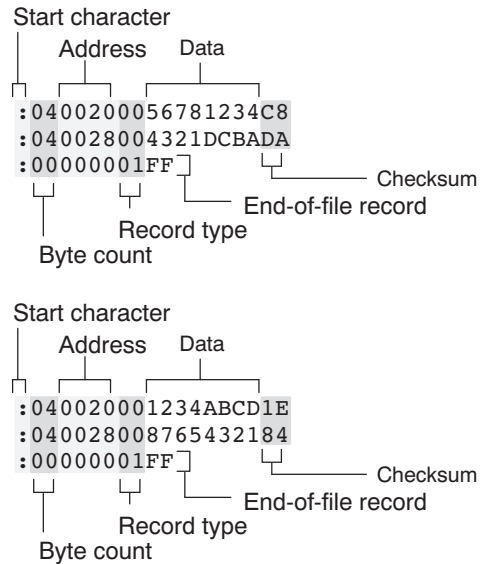 Start character
Address Data
:0400200056781234C8
:040028004321DCBADA
:00000001FF
Checksum
End-of-file record
Record type
Byte count
Start character
Address Data
:040020001234ABCD1E
:040028008765432184
:00000001FF
Checksum
End-of-file record
Record type
Byte count